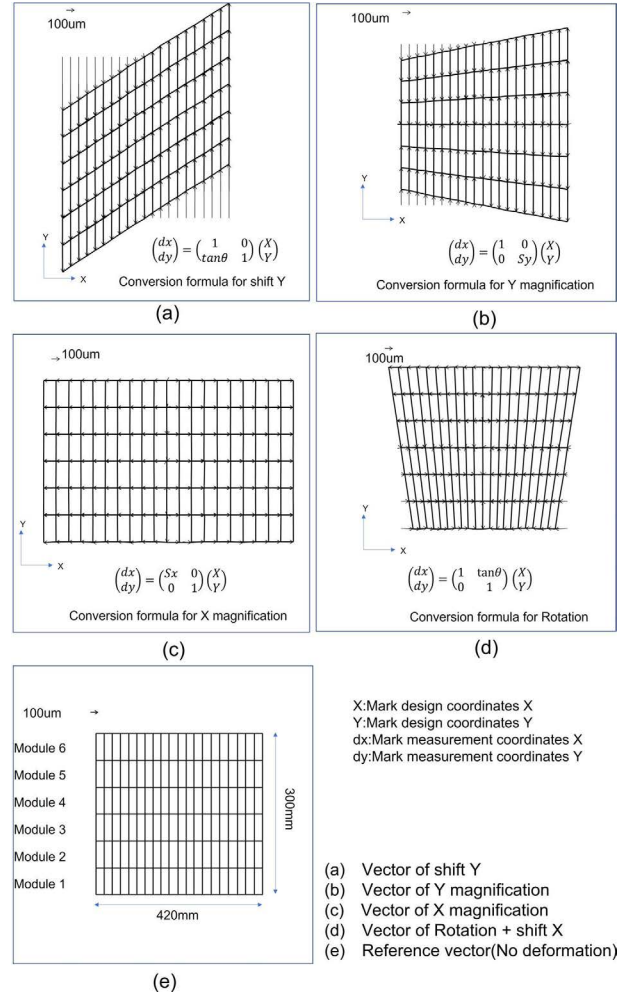 100um
Y
X
(dx dy) = (1 0 tanθ 1) (X Y)
Conversion formula for shift Y
(a)
100um
Y
X
(dx dy) = (1 0 0 Sy) (X Y)
Conversion formula for Y magnification
(b)
100um
Y
X
(dx dy) = (Sx 0 0 1) (X Y)
Conversion formula for X magnification
(c)
100um
Y
X
(dx dy) = (1 tanθ 0 1) (X Y)
Conversion formula for Rotation
(d)
100um
Module 6
Module 5
Module 4
Module 3
Module 2
Module 1
300mm
420mm
(e)
X:Mark design coordinates X
Y:Mark design coordinates Y
dx:Mark measurement coordinates X
dy:Mark measurement coordinates Y
(a) Vector of shift Y
(b) Vector of Y magnification
(c) Vector of X magnification
(d) Vector of Rotation + shift X
(e) Reference vector(No deformation)